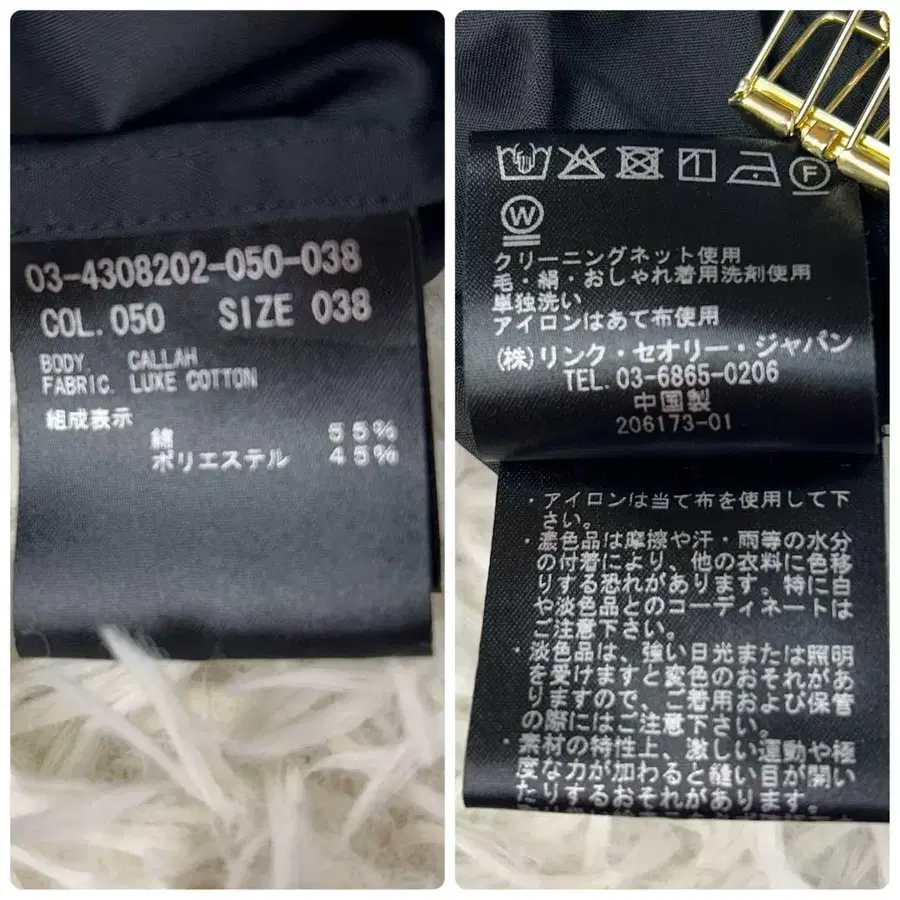 03-4308202-050-038
COL. 050 SIZE 038
BODY. CALLAH
FABRIC. LUXE COTTON
組成表示
綿 55%
ポリエステル 45%
F
W
クリーニングネット使用
毛・絹・おしゃれ着用洗剤使用
単独洗い
アイロンはあて布使用
(株)リンク・セオリー・ジャパン
TEL. 03-6865-0206
中国製
206173-01
・アイロンは当て布を使用して下
さい。
・濃色品は摩擦や汗・雨等の水分
の付着により、他の衣料に色移
りする恐れがあります。特に白
や淡色品とのコーディネートは
ご注意下さい。
・淡色品は、強い日光または照明
を受けますと変色のおそれがあ
りますので、ご着用および保管
の際にはご注意下さい。
・素材の特性上、激しい運動や極
度な力が加わると縫い目が開い
たりするおそれがあります。